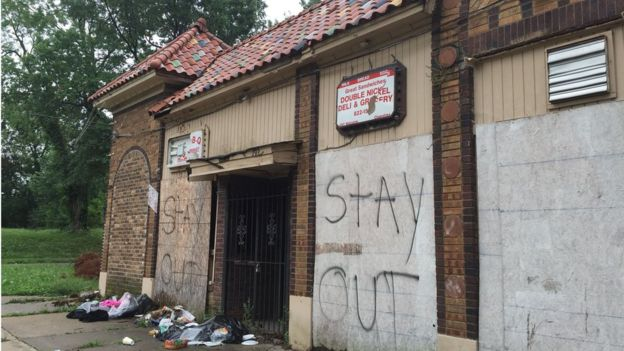 Great Sandwiches
DOUBLE NICKEL
DELI & GROCERY
B-Q
Stay
Out
Stay
Out